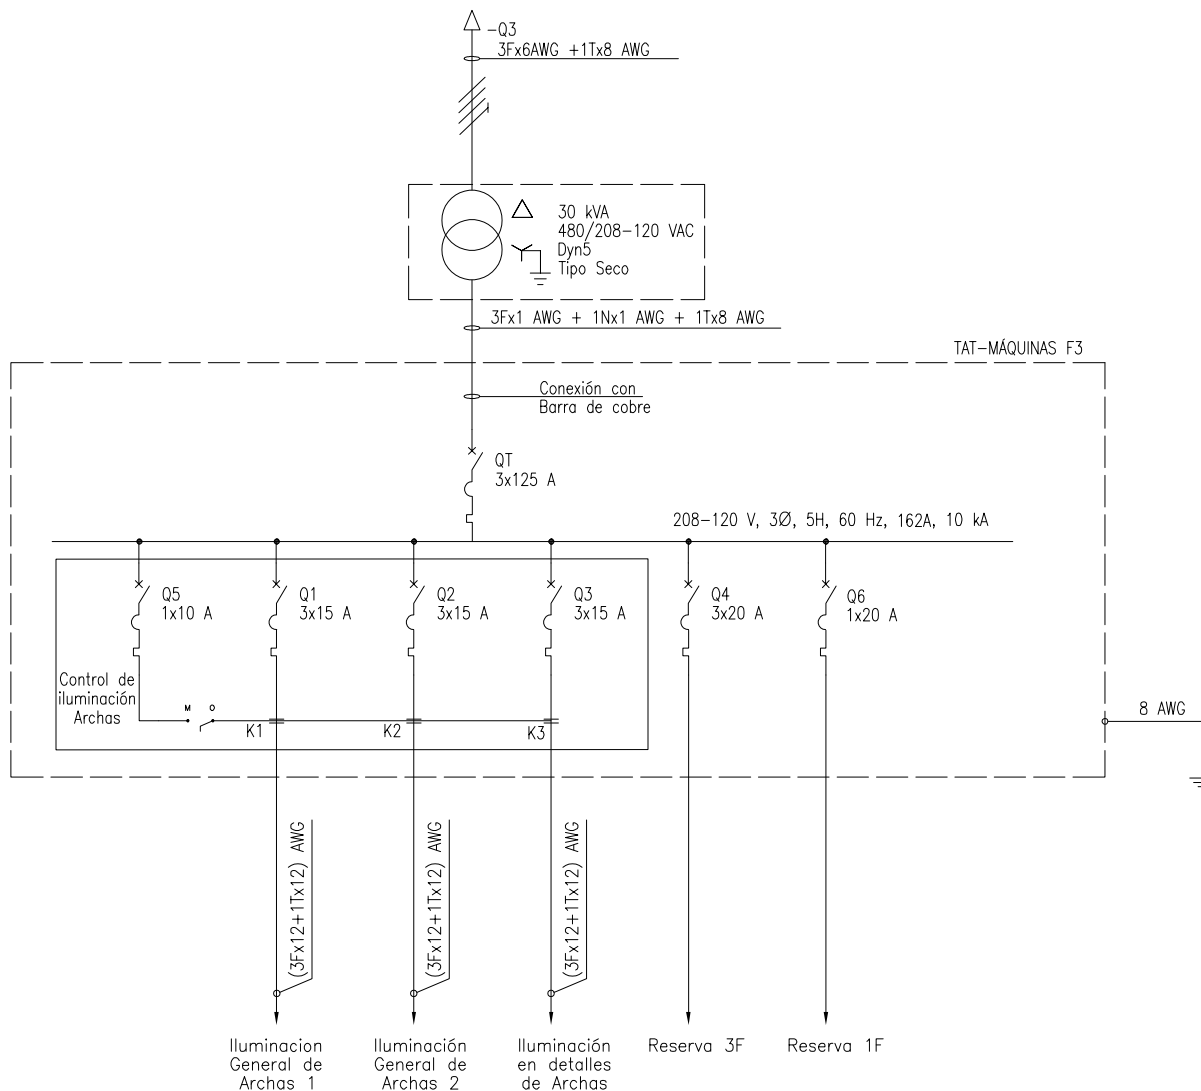 -Q3
3Fx6AWG +1Tx8 AWG
30 kVA
480/208-120 VAC
Dyn5
Tipo Seco
3Fx1 AWG + 1Nx1 AWG + 1Tx8 AWG
TAT-MÁQUINAS F3
Conexión con
Barra de cobre
QT
3x125 A
208-120 V, 3Ø, 5H, 60 Hz, 162A, 10 kA
Q5
1x10 A
Q1
3x15 A
Q2
3x15 A
Q3
3x15 A
Q4
3x20 A
Q6
1x20 A
Control de
iluminación
Archas
M O
K1
K2
K3
8 AWG
(3Fx12+1Tx12) AWG
(3Fx12+1Tx12) AWG
(3Fx12+1Tx12) AWG
Iluminacion
General de
Archas 1
Iluminación
General de
Archas 2
Iluminación
en detalles
de Archas
Reserva 3F
Reserva 1F